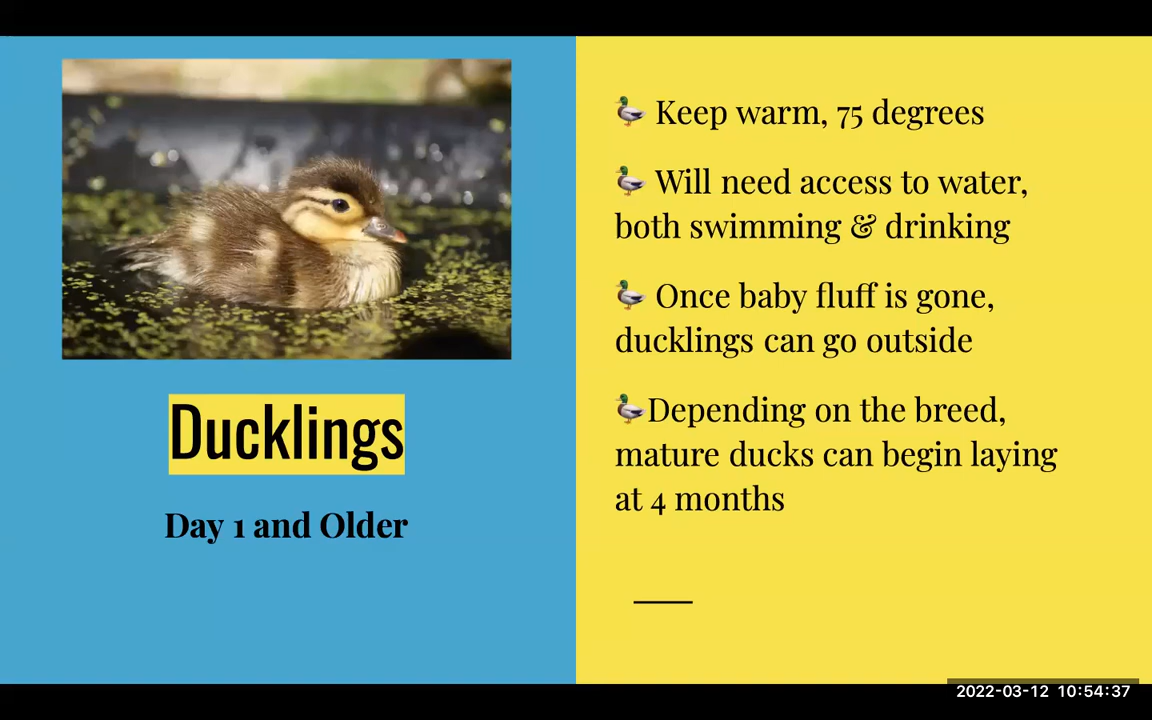 Ducklings
Day 1 and Older
🦆 Keep warm, 75 degrees
🦆 Will need access to water,
both swimming & drinking
🦆 Once baby fluff is gone,
ducklings can go outside
🦆Depending on the breed,
mature ducks can begin laying
at 4 months
2022-03-12 10:54:37